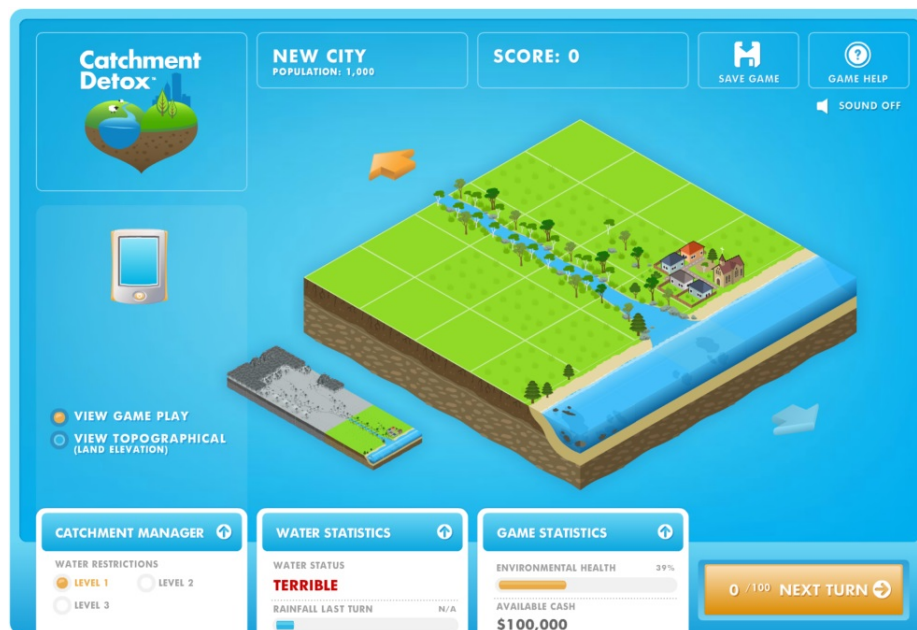 Catchment
Detox™
NEW CITY
POPULATION: 1,000
SCORE: 0
SAVE GAME
GAME HELP
SOUND OFF
VIEW GAME PLAY
VIEW TOPOGRAPHICAL
(LAND ELEVATION)
CATCHMENT MANAGER
WATER RESTRICTIONS
LEVEL 1
LEVEL 2
LEVEL 3
WATER STATISTICS
WATER STATUS
TERRIBLE
RAINFALL LAST TURN N/A
GAME STATISTICS
ENVIRONMENTAL HEALTH 39%
AVAILABLE CASH
$100,000
0 /100 NEXT TURN